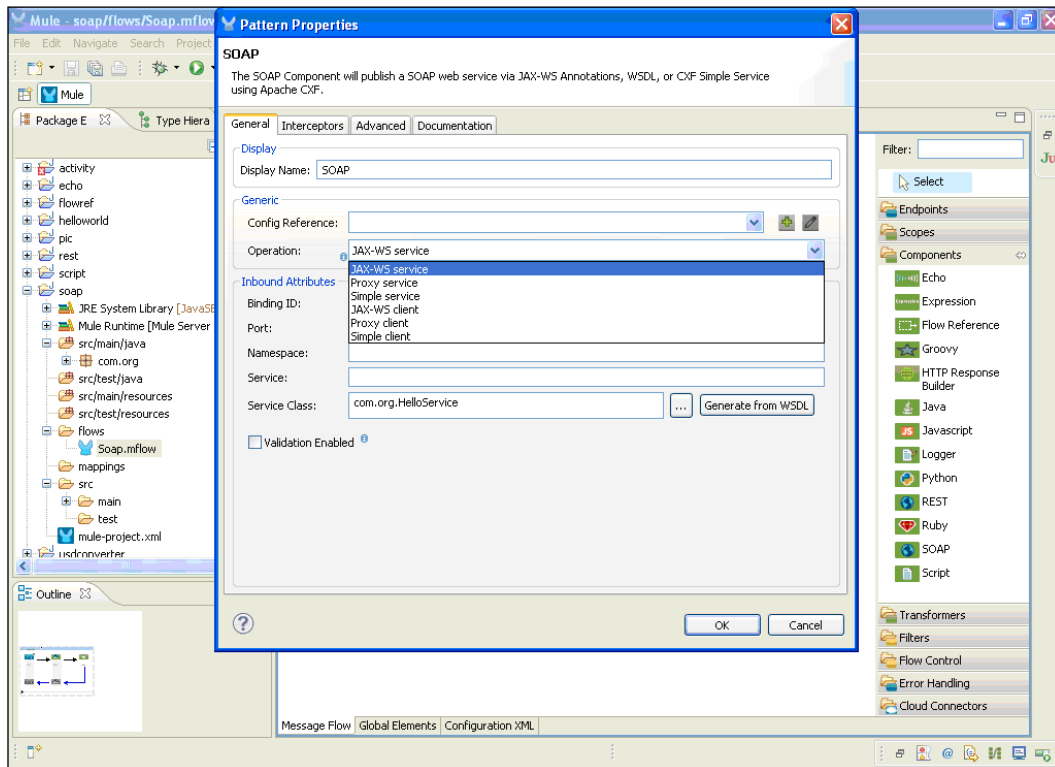 Mule - soap/flows/Soap.mflow
File Edit Navigate Search Project
Mule
Package E
Type Hiera
activity
echo
flowref
helloworld
pic
rest
script
soap
JRE System Library [JavaSE
Mule Runtime [Mule Server
src/main/java
com.org
src/test/java
src/main/resources
src/test/resources
flows
Soap.mflow
mappings
src
main
test
mule-project.xml
usdconverter
Outline
Pattern Properties
SOAP
The SOAP Component will publish a SOAP web service via JAX-WS Annotations, WSDL, or CXF Simple Service
using Apache CXF.
General Interceptors Advanced Documentation
Display
Display Name: SOAP
Generic
Config Reference:
Operation: JAX-WS service
JAX-WS service
Proxy service
Simple service
JAX-WS client
Proxy client
Simple client
Inbound Attributes
Binding ID:
Port:
Namespace:
Service:
Service Class: com.org.HelloService ... Generate from WSDL
Validation Enabled
? OK Cancel
Message Flow Global Elements Configuration XML
Filter:
Select
Endpoints
Scopes
Components
Echo
Expression
Flow Reference
Groovy
HTTP Response
Builder
Java
Javascript
Logger
Python
REST
Ruby
SOAP
Script
Transformers
Filters
Flow Control
Error Handling
Cloud Connectors
Ju